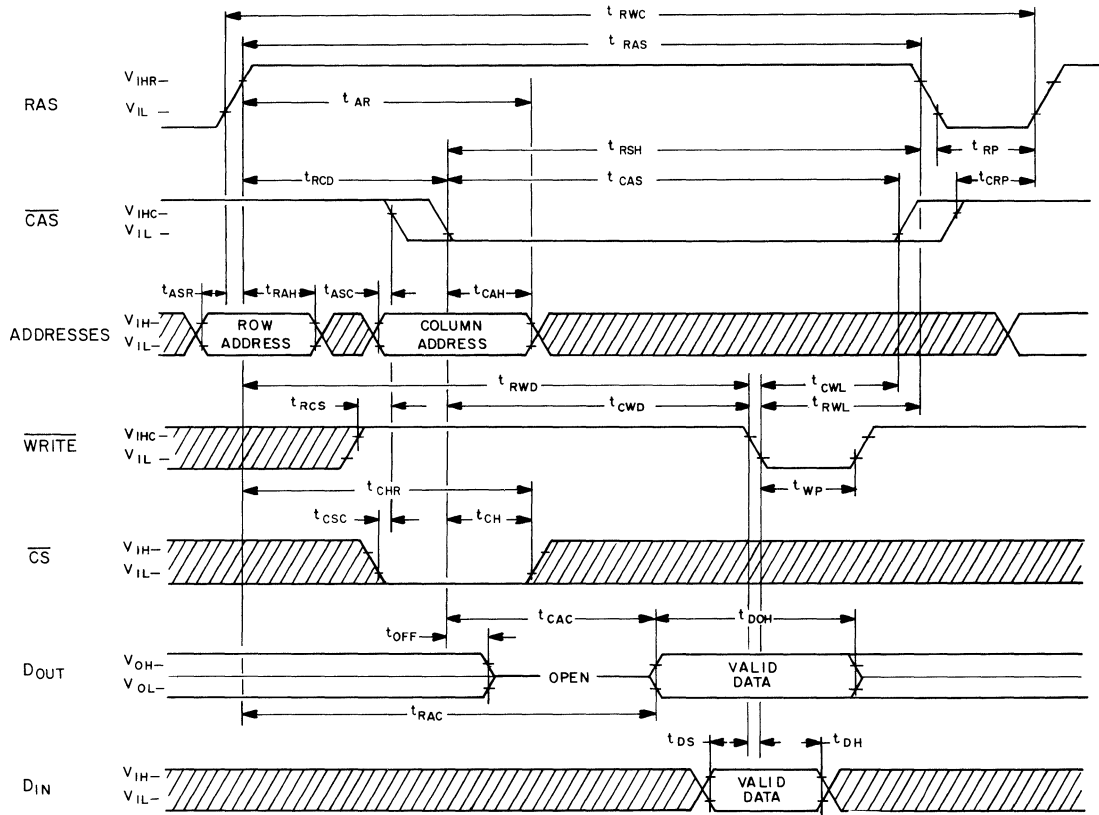 t RWC
t RAS
RAS
V IHR
V IL
t AR
t RSH
t RP
t RCD
t CAS
t CRP
CAS
V IHC
V IL
t ASR
t RAH
t ASC
t CAH
ADDRESSES
V IH
V IL
ROW ADDRESS
COLUMN ADDRESS
t RWD
t CWL
t RCS
t CWD
t RWL
WRITE
V IHC
V IL
t CHR
t WP
t CSC
t CH
CS
V IH
V IL
t CAC
t DOH
t OFF
D OUT
V OH
V OL
OPEN
VALID DATA
t RAC
t DS
t DH
D IN
V IH
V IL
VALID DATA